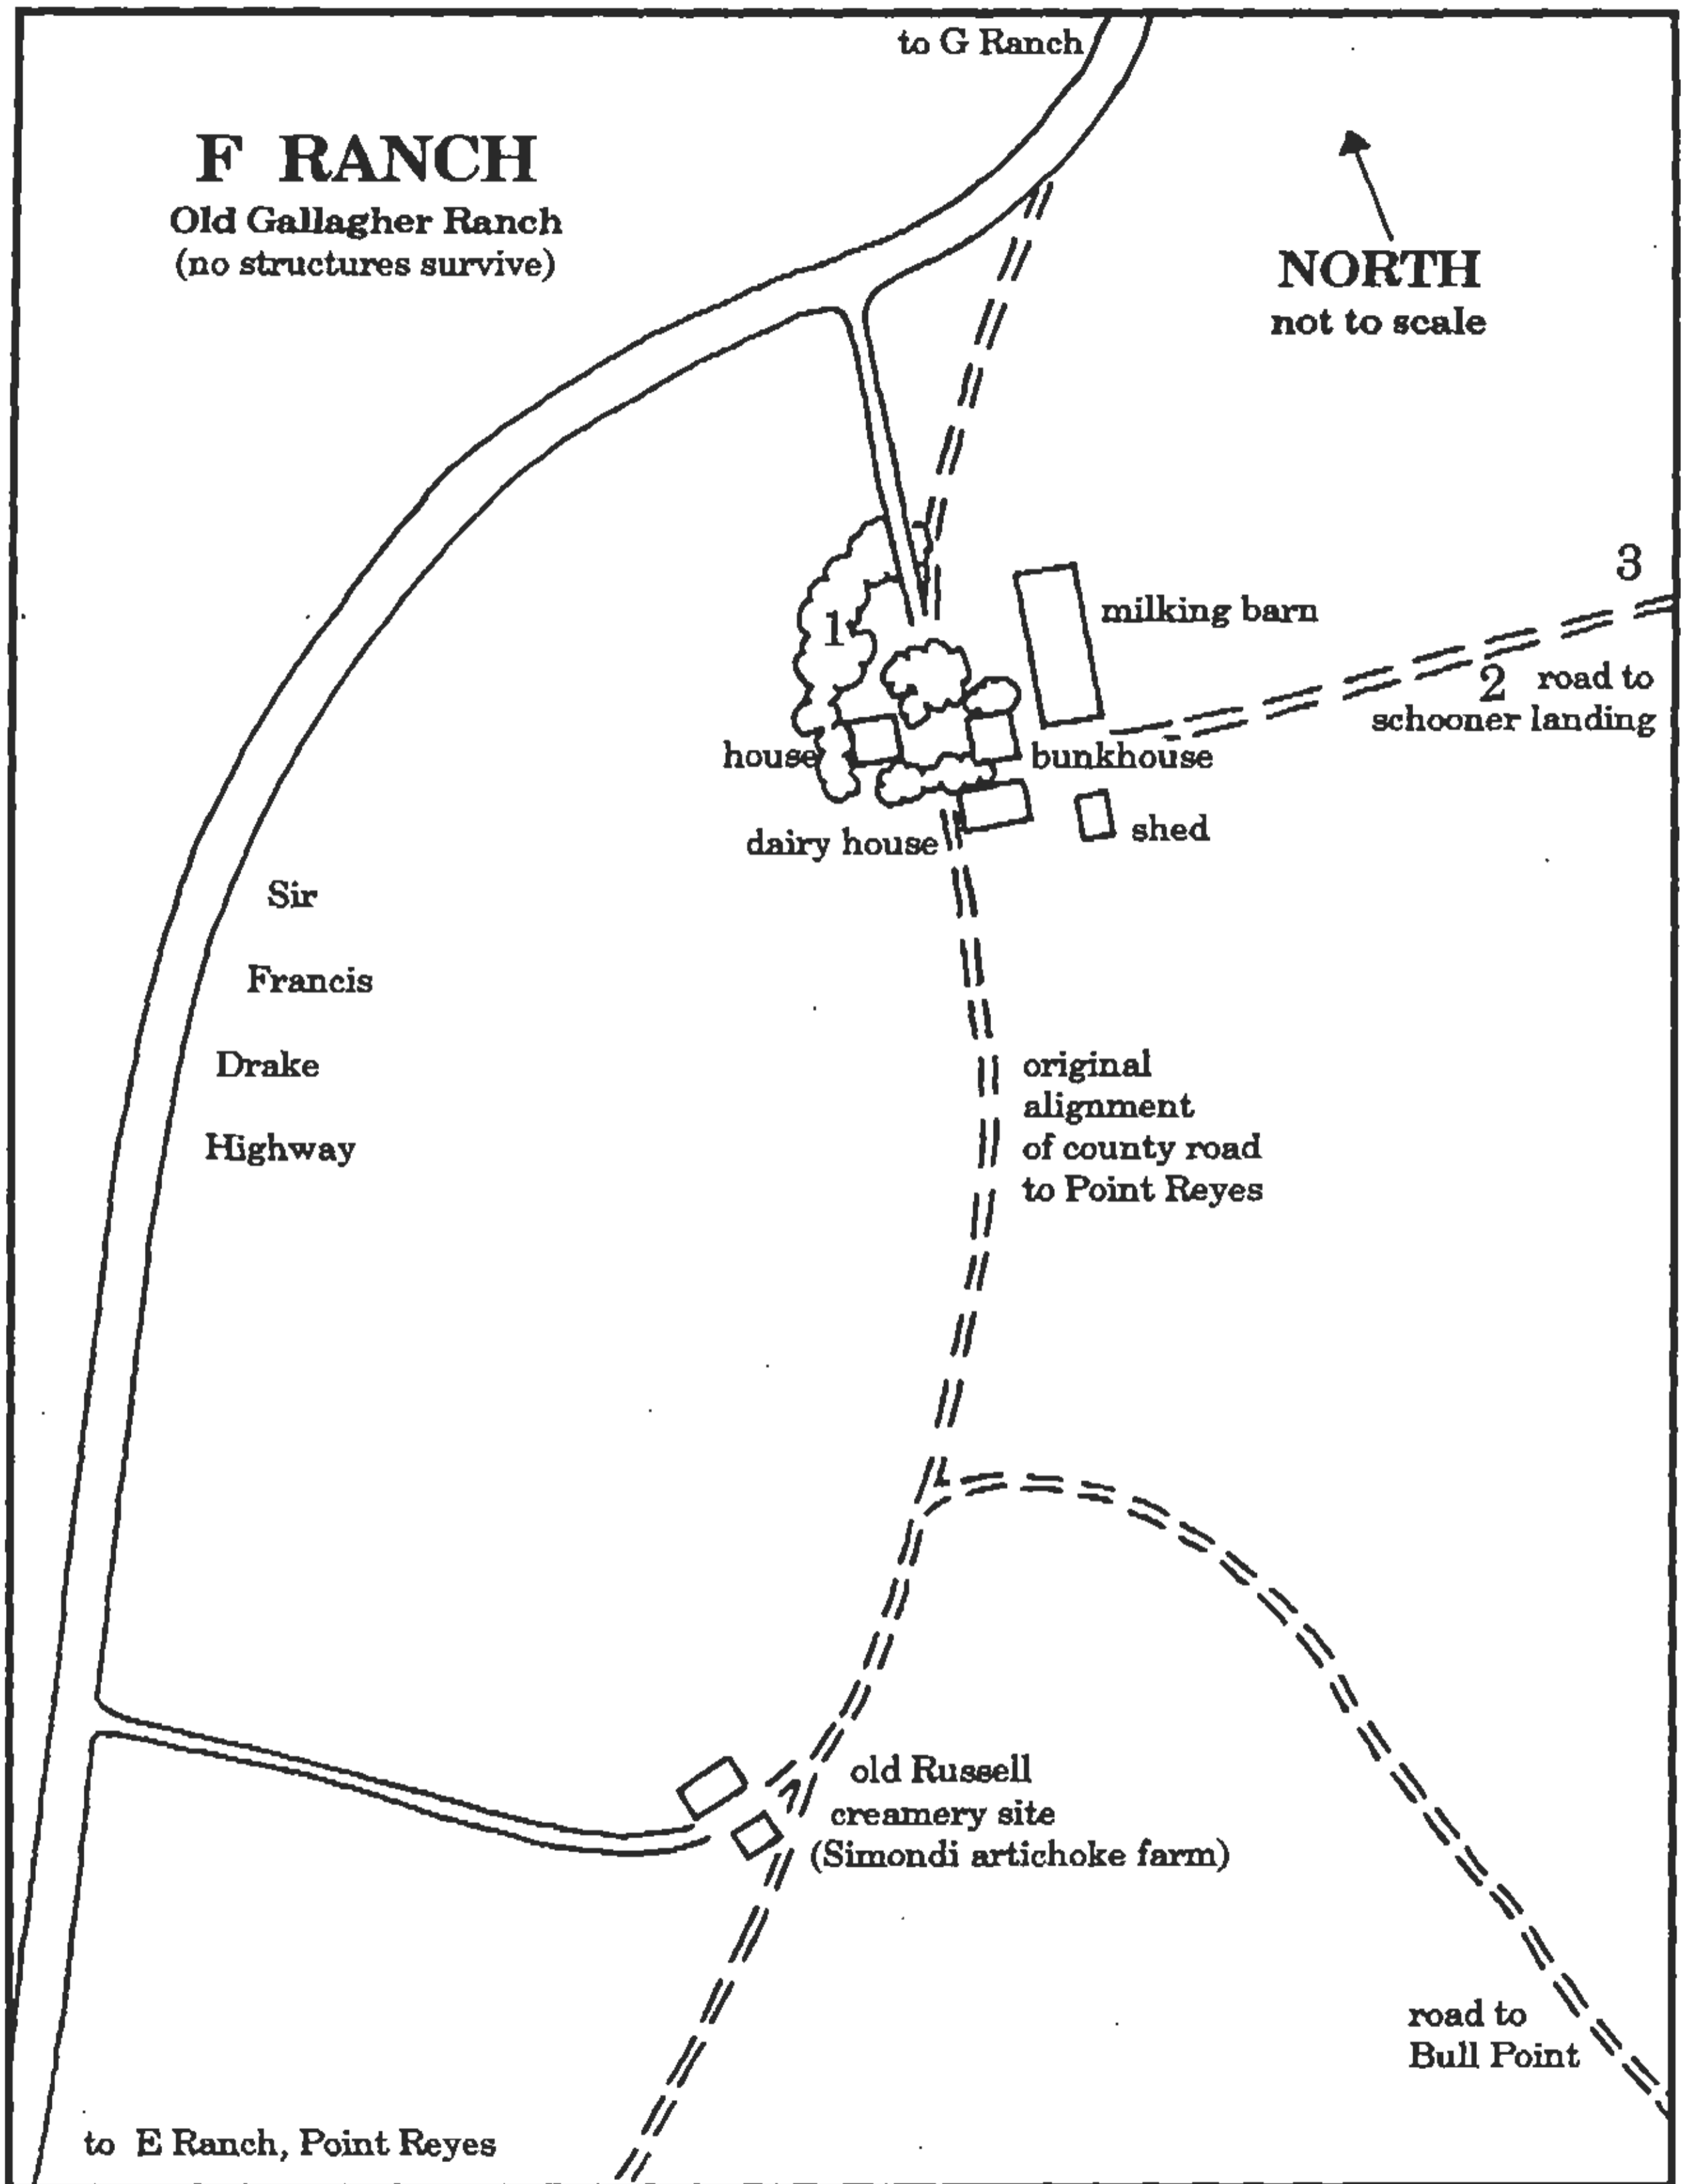 to G Ranch
F RANCH
Old Gallagher Ranch
(no structures survive)
NORTH
not to scale
3
milking barn
1
2 road to
schooner landing
house
bunkhouse
dairy house
shed
Sir
Francis
Drake
Highway
original
alignment
of county road
to Point Reyes
old Russell
creamery site
(Simondi artichoke farm)
road to
Bull Point
to E Ranch, Point Reyes